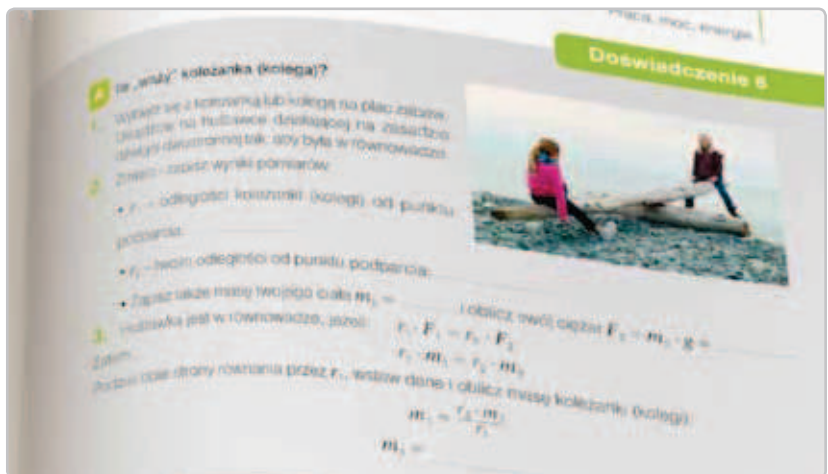 Praca, moc, energia
Doświadczenie 6
Ile „waży” koleżanka (kolega)?
1. Wybierz się z koleżanką lub kolegą na plac zabaw.
Usiądźcie na huśtawce działającej na zasadzie
dźwigni dwustronnej tak, aby była w równowadze.
2. Zmierz i zapisz wyniki pomiarów:
• r₁ – odległości koleżanki (kolegi) od punktu
podparcia:
• r₂ – twojej odległości od punktu podparcia:
• Zapisz także masę twojego ciała m₂ = i oblicz swój ciężar F₂ = m₂ · g =
3. Huśtawka jest w równowadze, jeżeli: r₁ · F₁ = r₂ · F₂
Zatem: r₁ · m₁ = r₂ · m₂
Podziel obie strony równania przez r₁, wstaw dane i oblicz masę koleżanki (kolegi):
m₁ = r₂ · m₂ / r₁
m₁ =